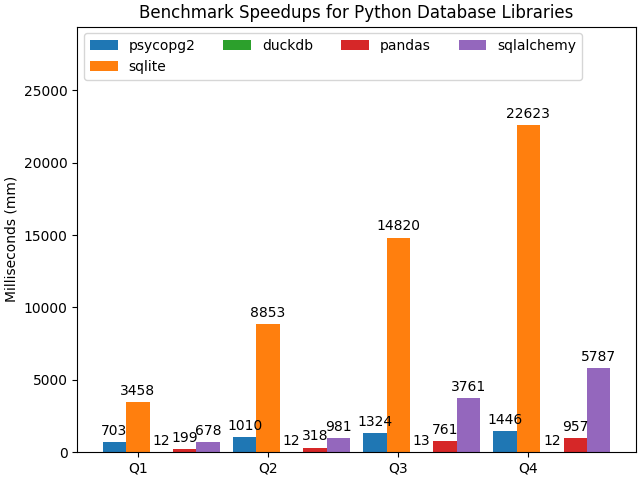 Benchmark Speedups for Python Database Libraries
psycopg2 duckdb pandas sqlalchemy
sqlite
Milliseconds (mm)
25000
20000
15000
10000
5000
0
703 3458 12 199 678
1010 8853 12 318 981
1324 14820 13 761 3761
1446 22623 12 957 5787
Q1 Q2 Q3 Q4